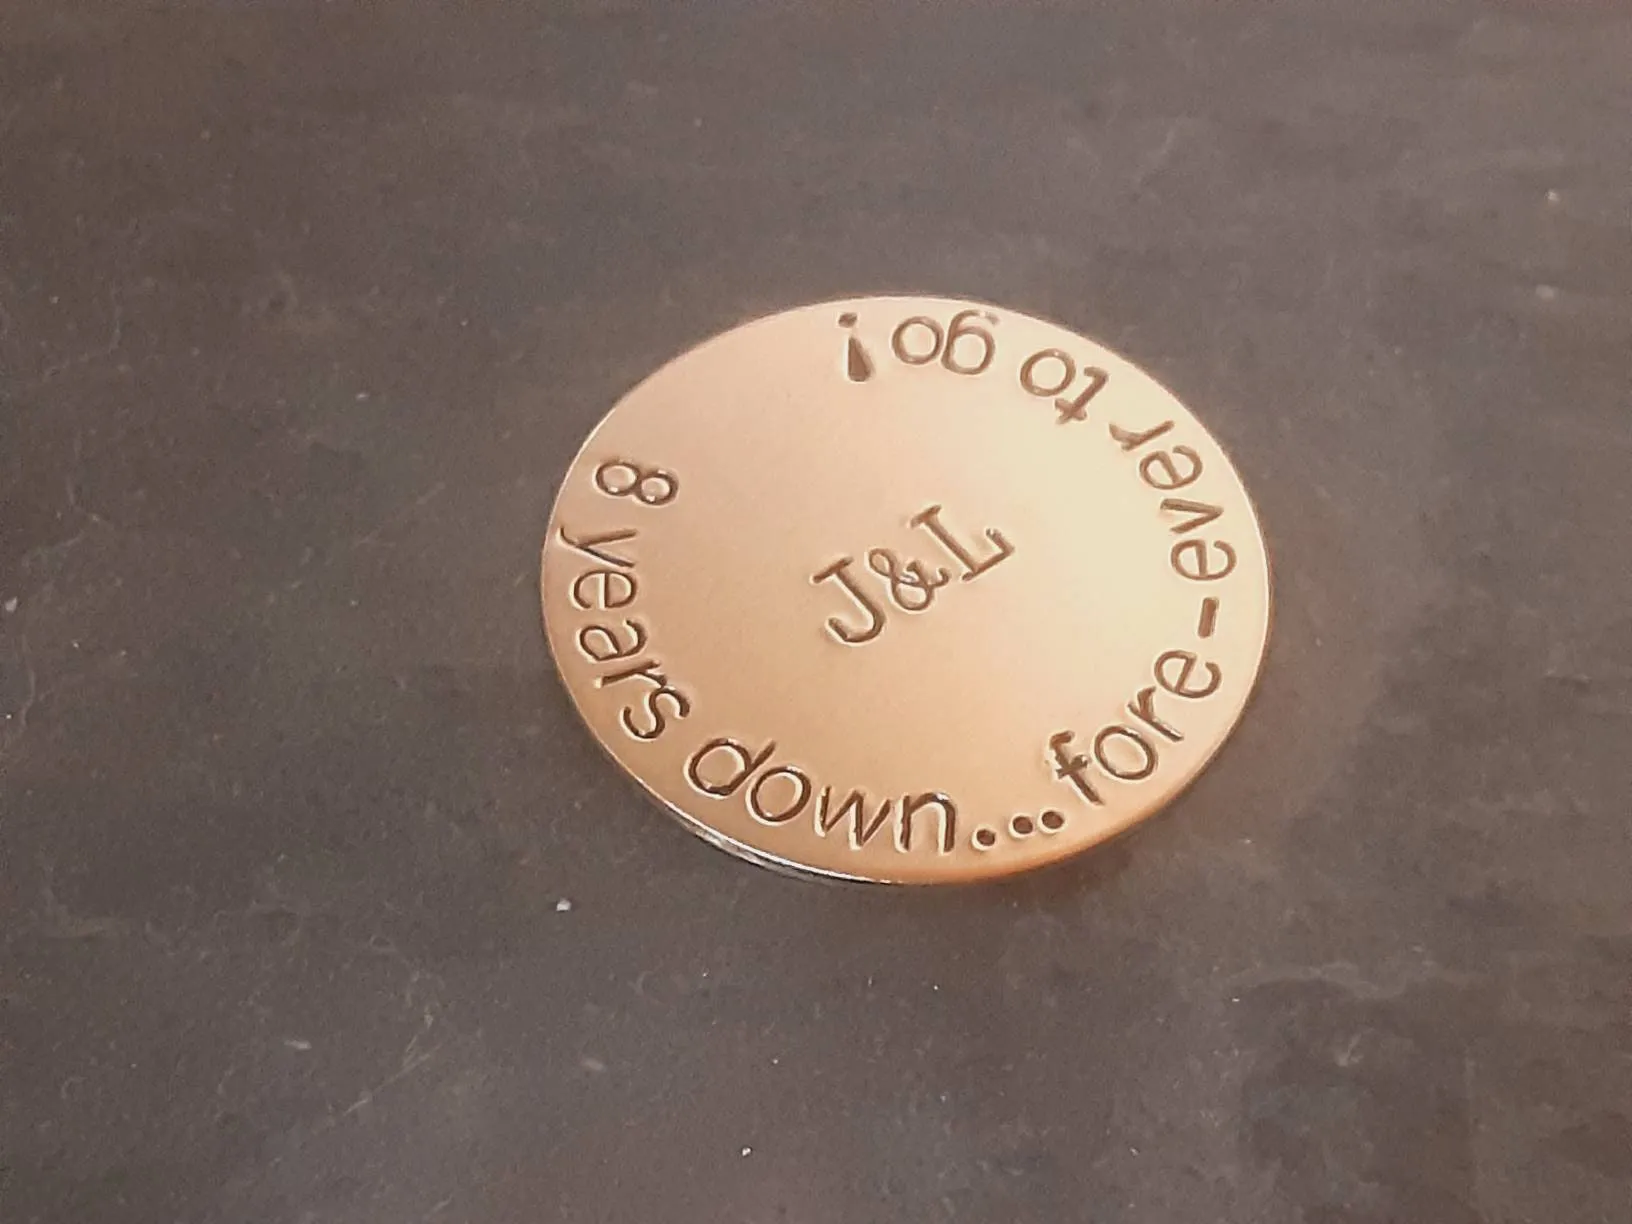 8 years down...fore-ever to go!
J&L